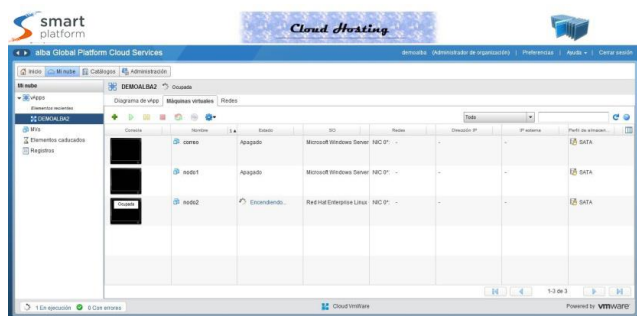 smart
platform
Cloud Hosting
alba Global Platform Cloud Services
demoalba (Administrador de organización) | Preferencias | Ayuda | Cerrar sesión
Inicio Mi nube Catálogos Administración
Mi nube
DEMOALBA2 Ocupada
vApps
Elementos recientes
DEMOALBA2
MVs
Elementos caducados
Registros
Diagrama de vApp Máquinas virtuales Redes
Todo
Consola Nombre Estado SO Redes Dirección IP IP externa Perfil de almacen...
correo Apagado Microsoft Windows Server NIC 0*: - - - SATA
nodo1 Apagado Microsoft Windows Server NIC 0*: - - - SATA
Ocupada nodo2 Encendiendo... Red Hat Enterprise Linux NIC 0*: - - - SATA
1-3 de 3
1 En ejecución 0 Con errores
Cloud VmWare
Powered by vmware